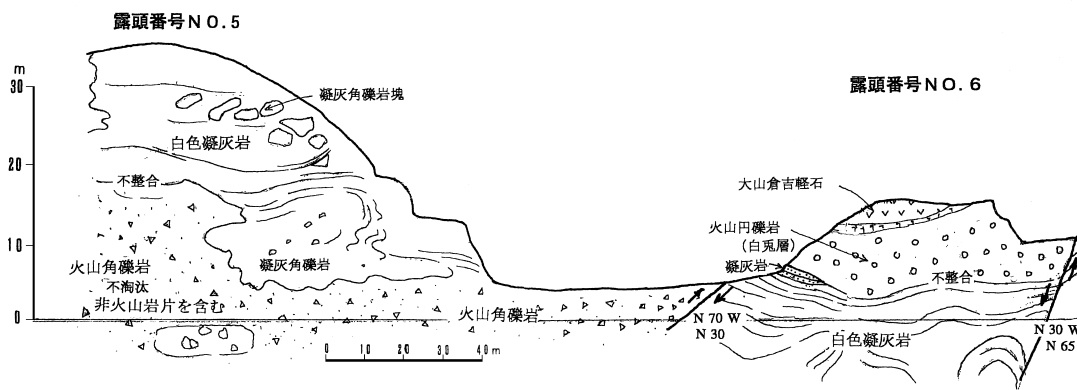 露頭番号NO.5
m
30
20
10
0
凝灰角礫岩塊
白色凝灰岩
不整合
火山角礫岩
不淘汰
非火山岩片を含む
凝灰角礫岩
火山角礫岩
0 10 20 30 40 m
露頭番号NO.6
大山倉吉軽石
火山円礫岩
(白兎層)
凝灰岩
不整合
N 70 W
N 30
白色凝灰岩
N 30 W
N 65